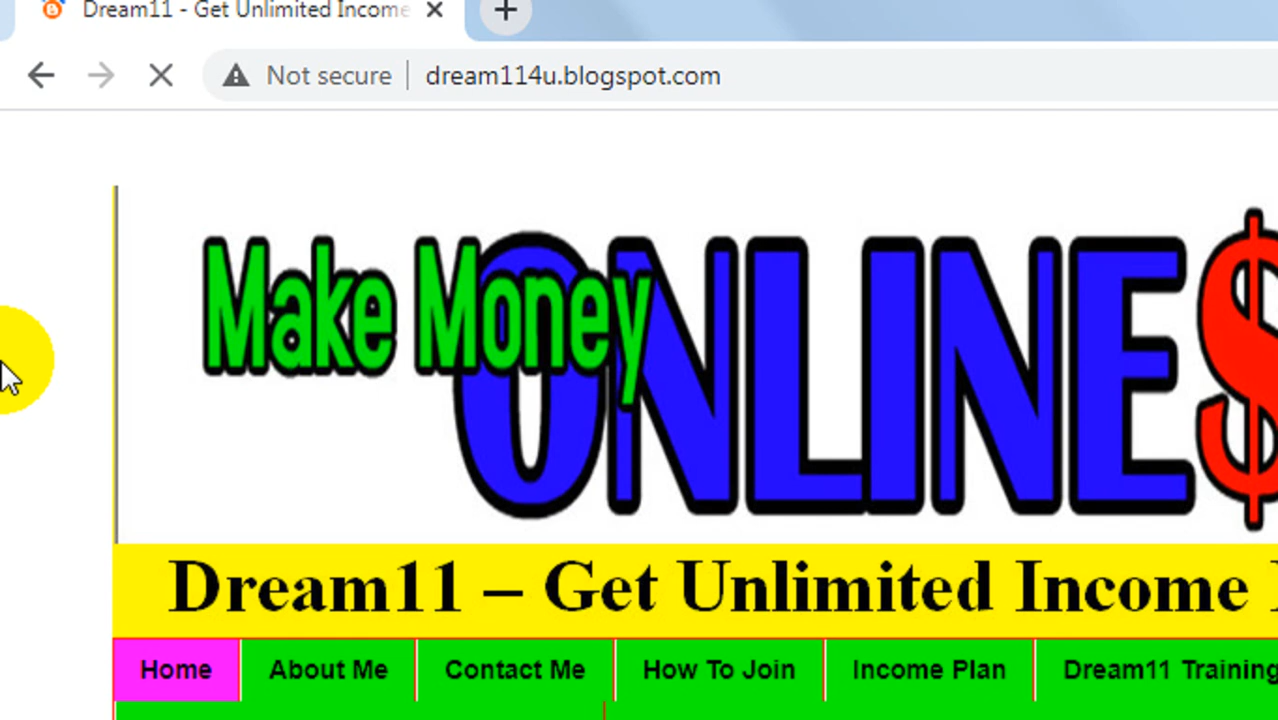 Dream11 - Get Unlimited Income
Not secure
dream114u.blogspot.com
Make Money
ONLINE$
Dream11 – Get Unlimited Income
Home
About Me
Contact Me
How To Join
Income Plan
Dream11 Training